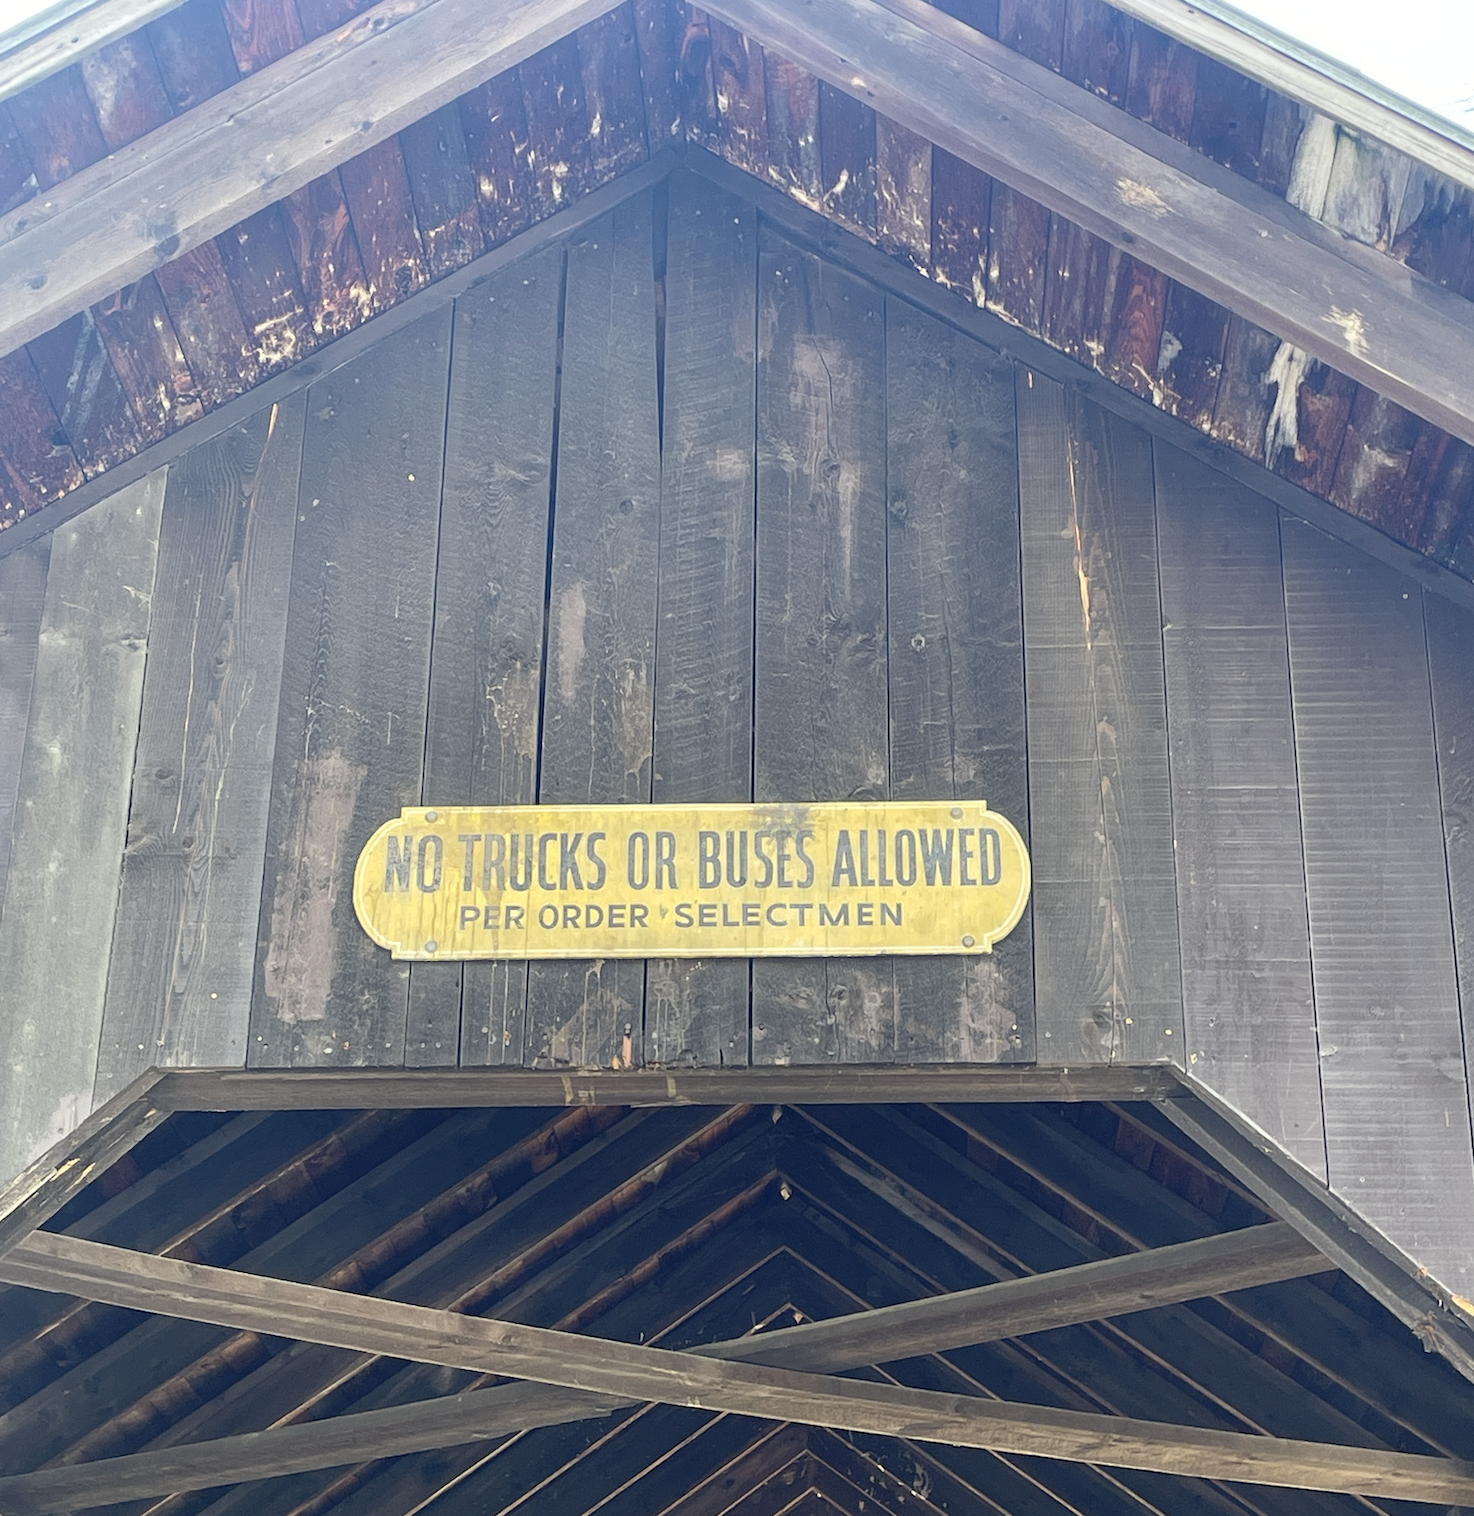 NO TRUCKS OR BUSES ALLOWED
PER ORDER SELECTMEN